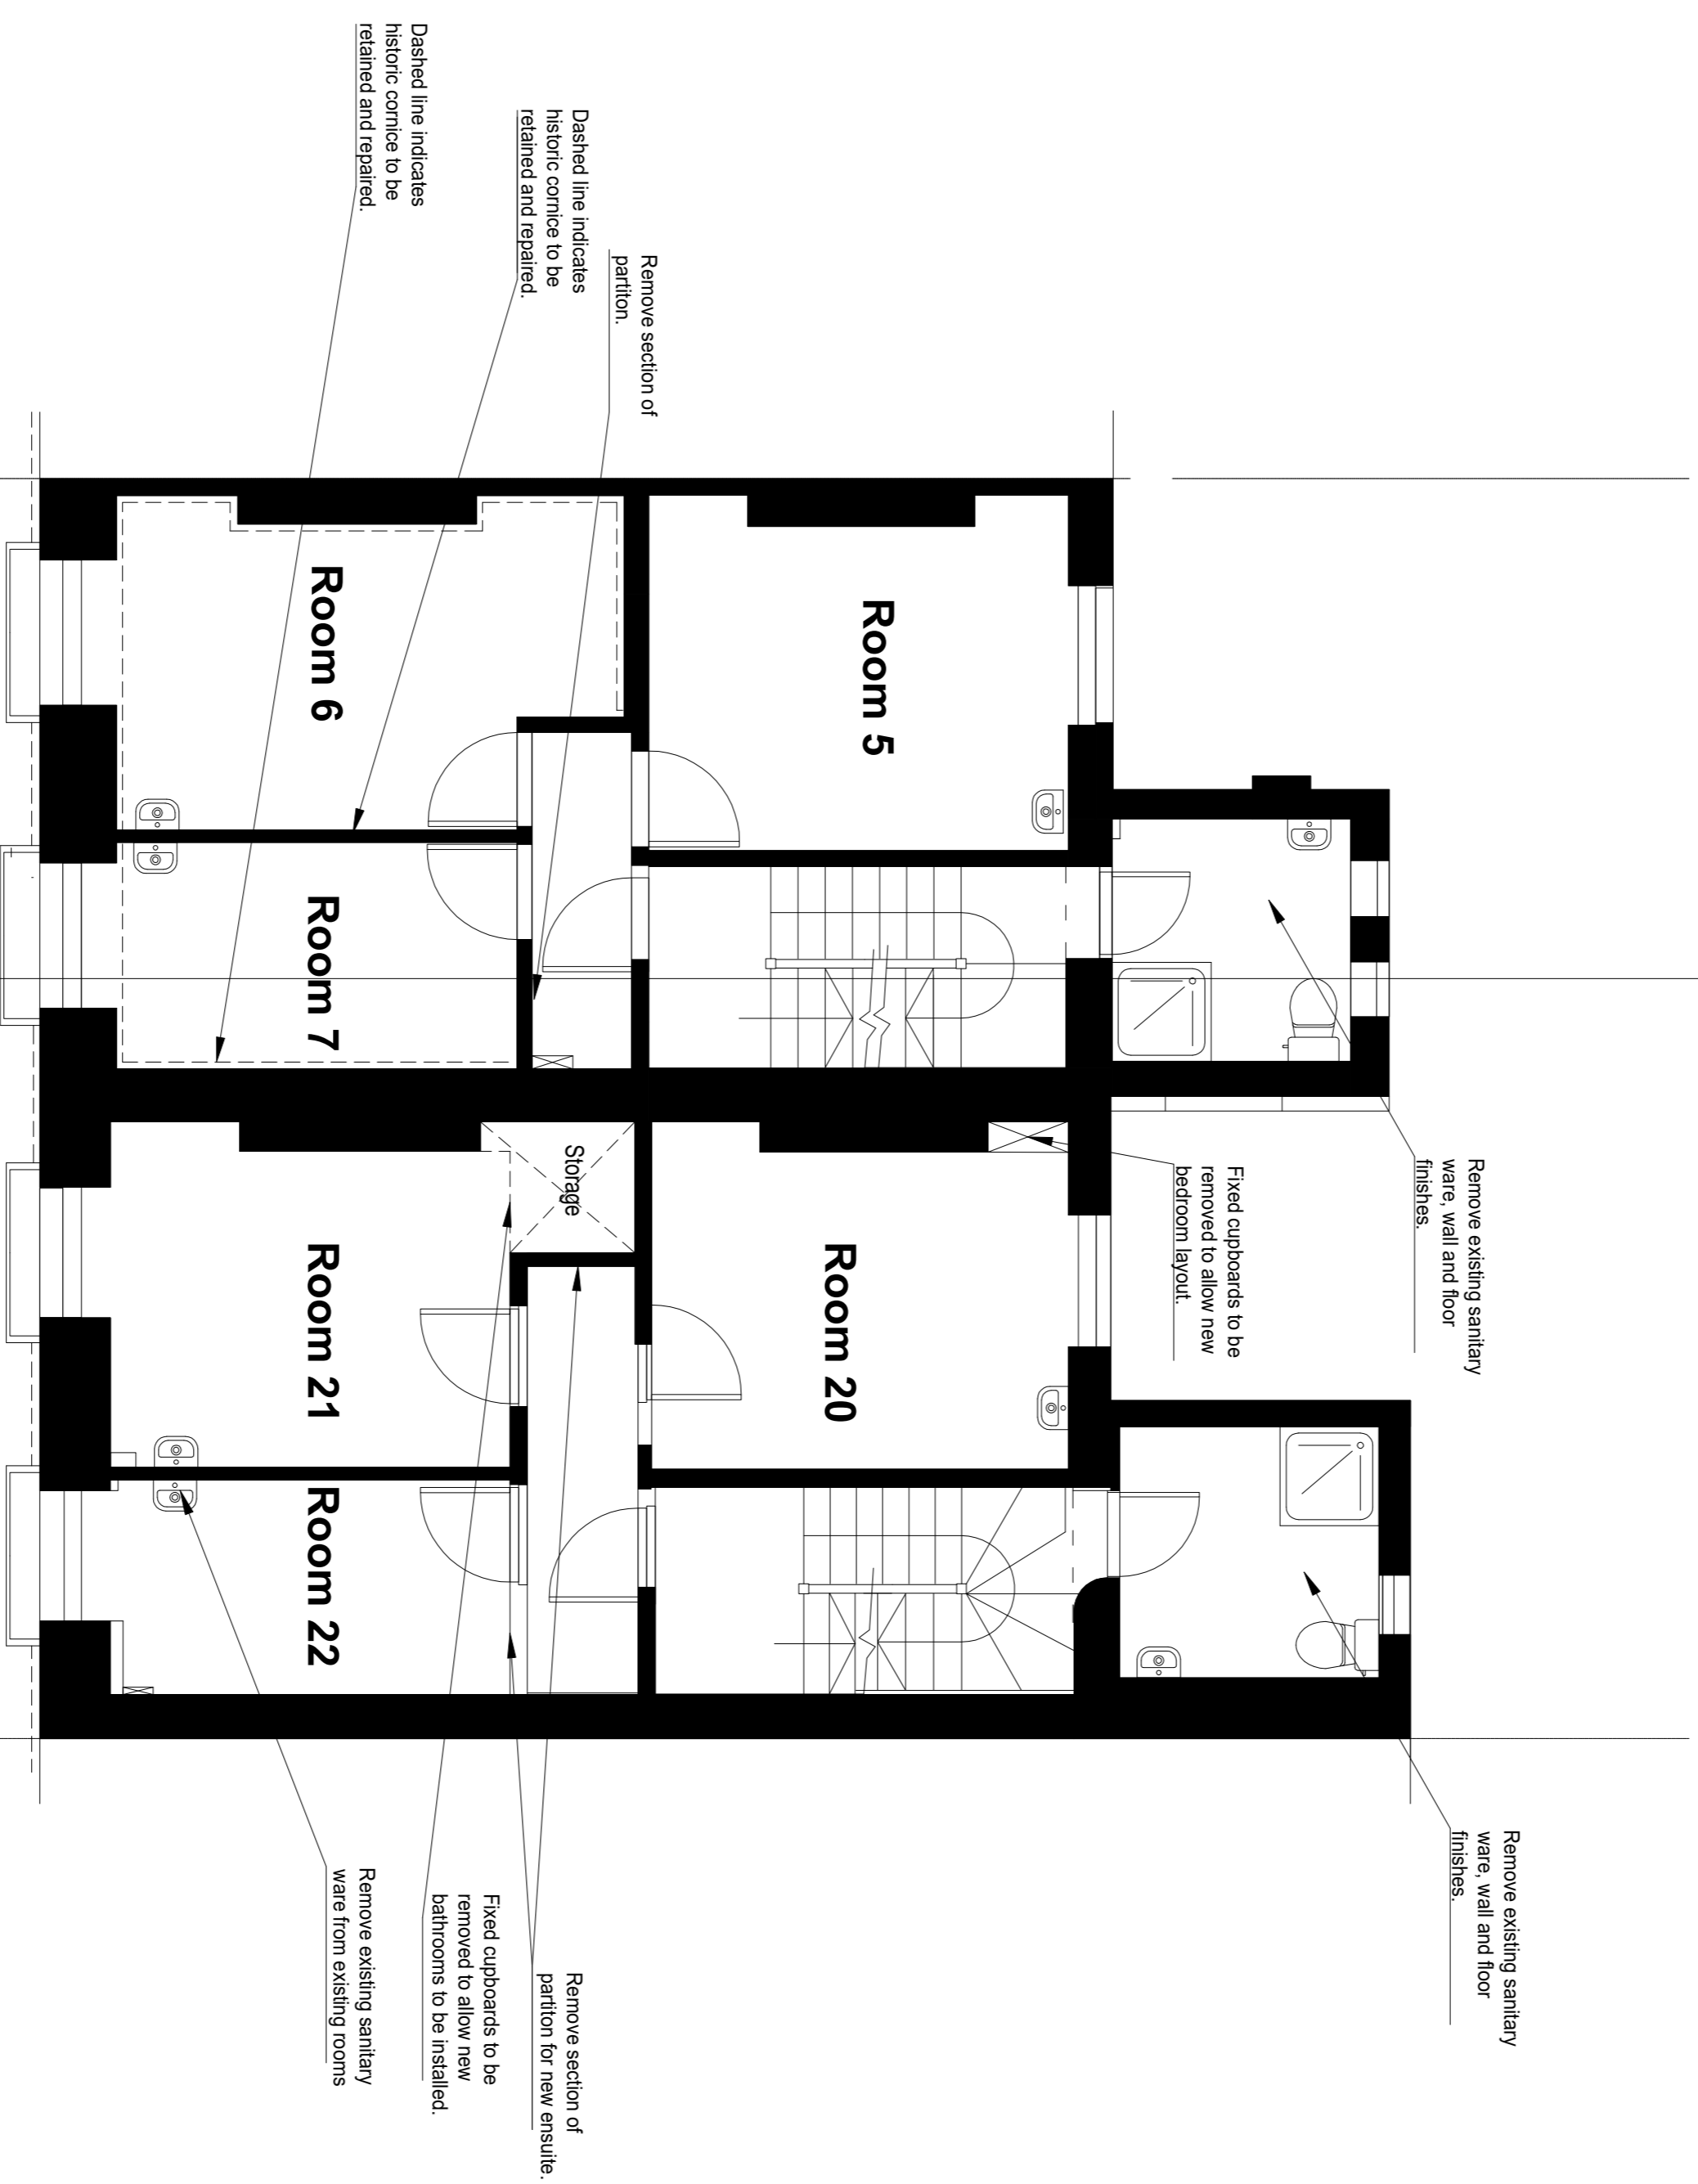 Remove existing sanitary
ware, wall and floor
finishes.
Remove existing sanitary
ware, wall and floor
finishes.
Fixed cupboards to be
removed to allow new
bedroom layout.
Room 5
Room 20
Remove section of
partiton.
Dashed line indicates
historic cornice to be
retained and repaired.
Storage
Remove section of
partiton for new ensuite.
Fixed cupboards to be
removed to allow new
bathrooms to be installed.
Dashed line indicates
historic cornice to be
retained and repaired.
Room 6
Room 7
Room 21
Room 22
Remove existing sanitary
ware from existing rooms